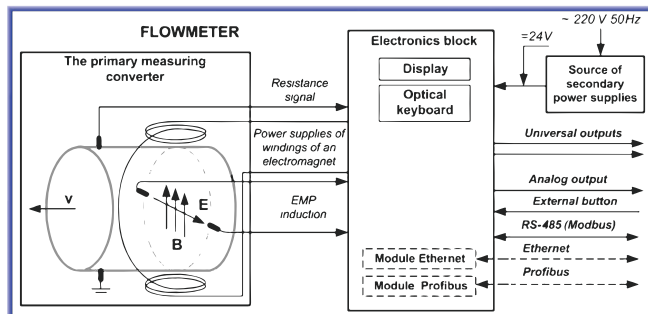 FLOWMETER
The primary measuring
converter
v
E
B
Resistance
signal
Power supplies of
windings of an
electromagnet
EMP
induction
Electronics block
Display
Optical
keyboard
Module Ethernet
Module Profibus
~ 220 V 50Hz
=24V
Source of
secondary
power supplies
Universal outputs
Analog output
External button
RS-485 (Modbus)
Ethernet
Profibus